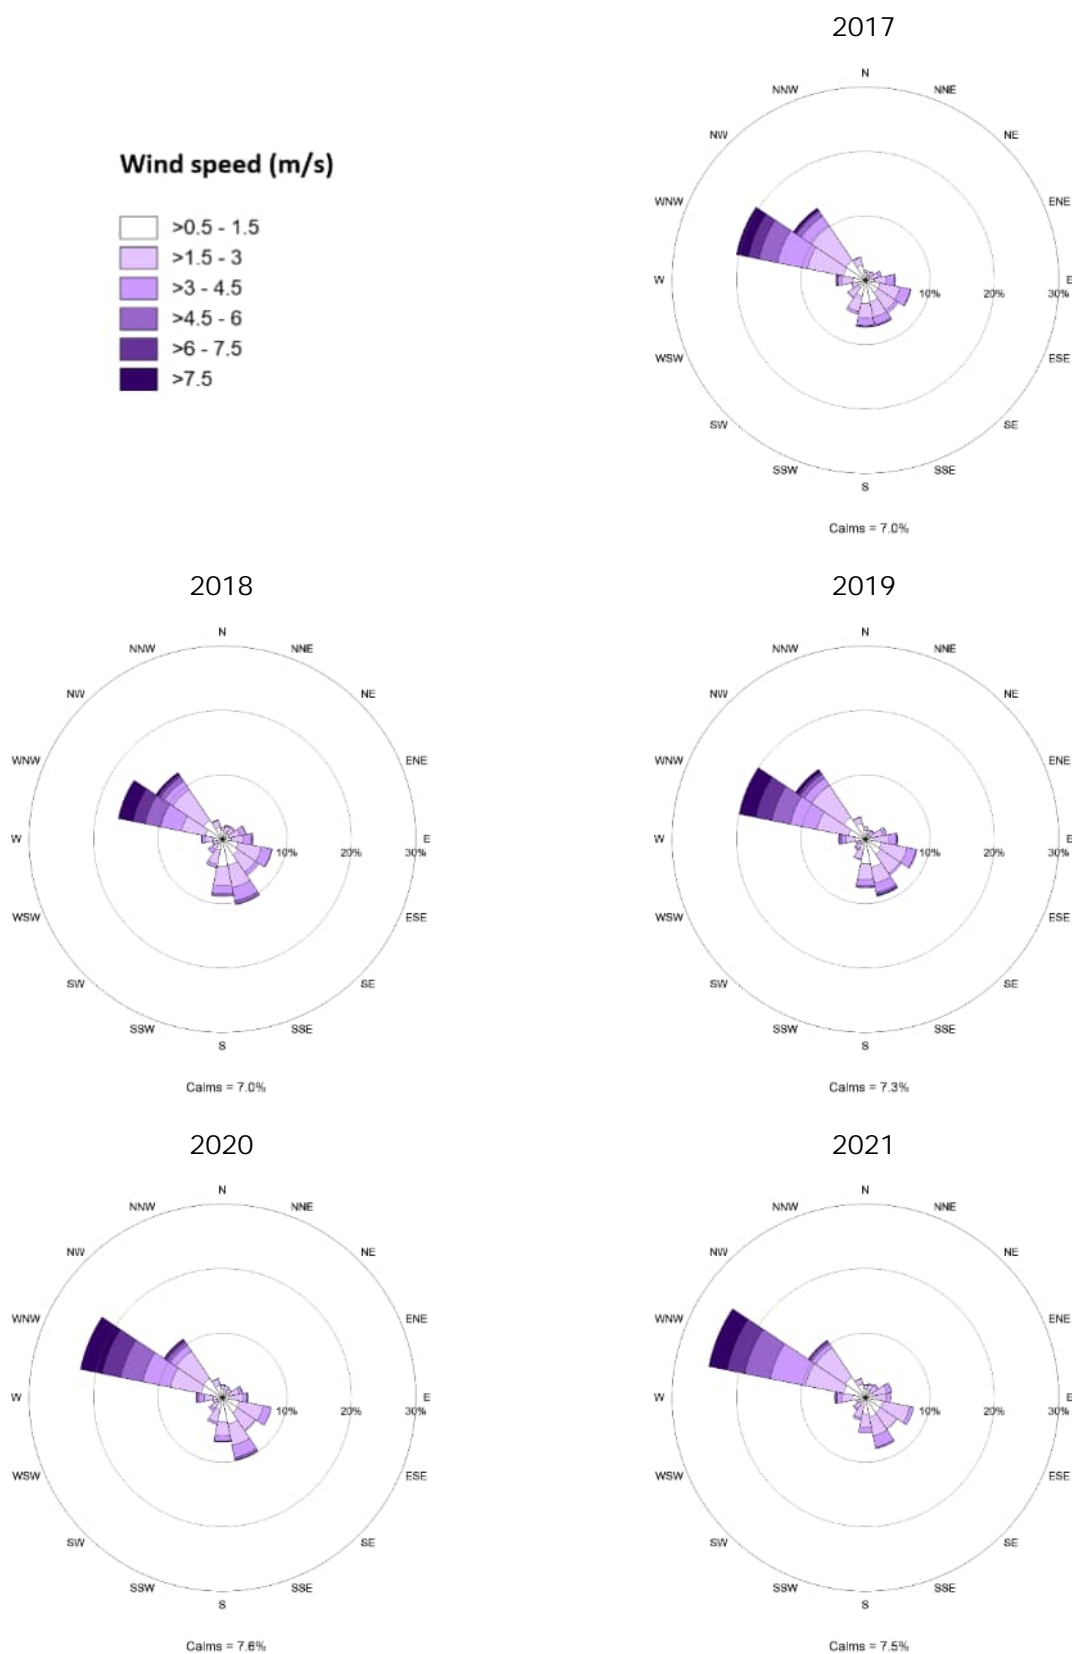 2017
N
NNW NNE
NW NE
Wind speed (m/s)
WNW ENE
>0.5 - 1.5
>1.5 - 3
W E
>3 - 4.5
10% 20% 30%
>4.5 - 6
>6 - 7.5
WSW ESE
>7.5
SW SE
SSW SSE
S
Calms = 7.0%
2018 2019
N N
NNW NNE NNW NNE
NW NE NW NE
WNW ENE WNW ENE
W E W E
10% 20% 30% 10% 20% 30%
WSW ESE WSW ESE
SW SE SW SE
SSW SSE SSW SSE
S S
Calms = 7.0% Calms = 7.3%
2020 2021
N N
NNW NNE NNW NNE
NW NE NW NE
WNW ENE WNW ENE
W E W E
10% 20% 30% 10% 20% 30%
WSW ESE WSW ESE
SW SE SW SE
SSW SSE SSW SSE
S S
Calms = 7.6% Calms = 7.5%